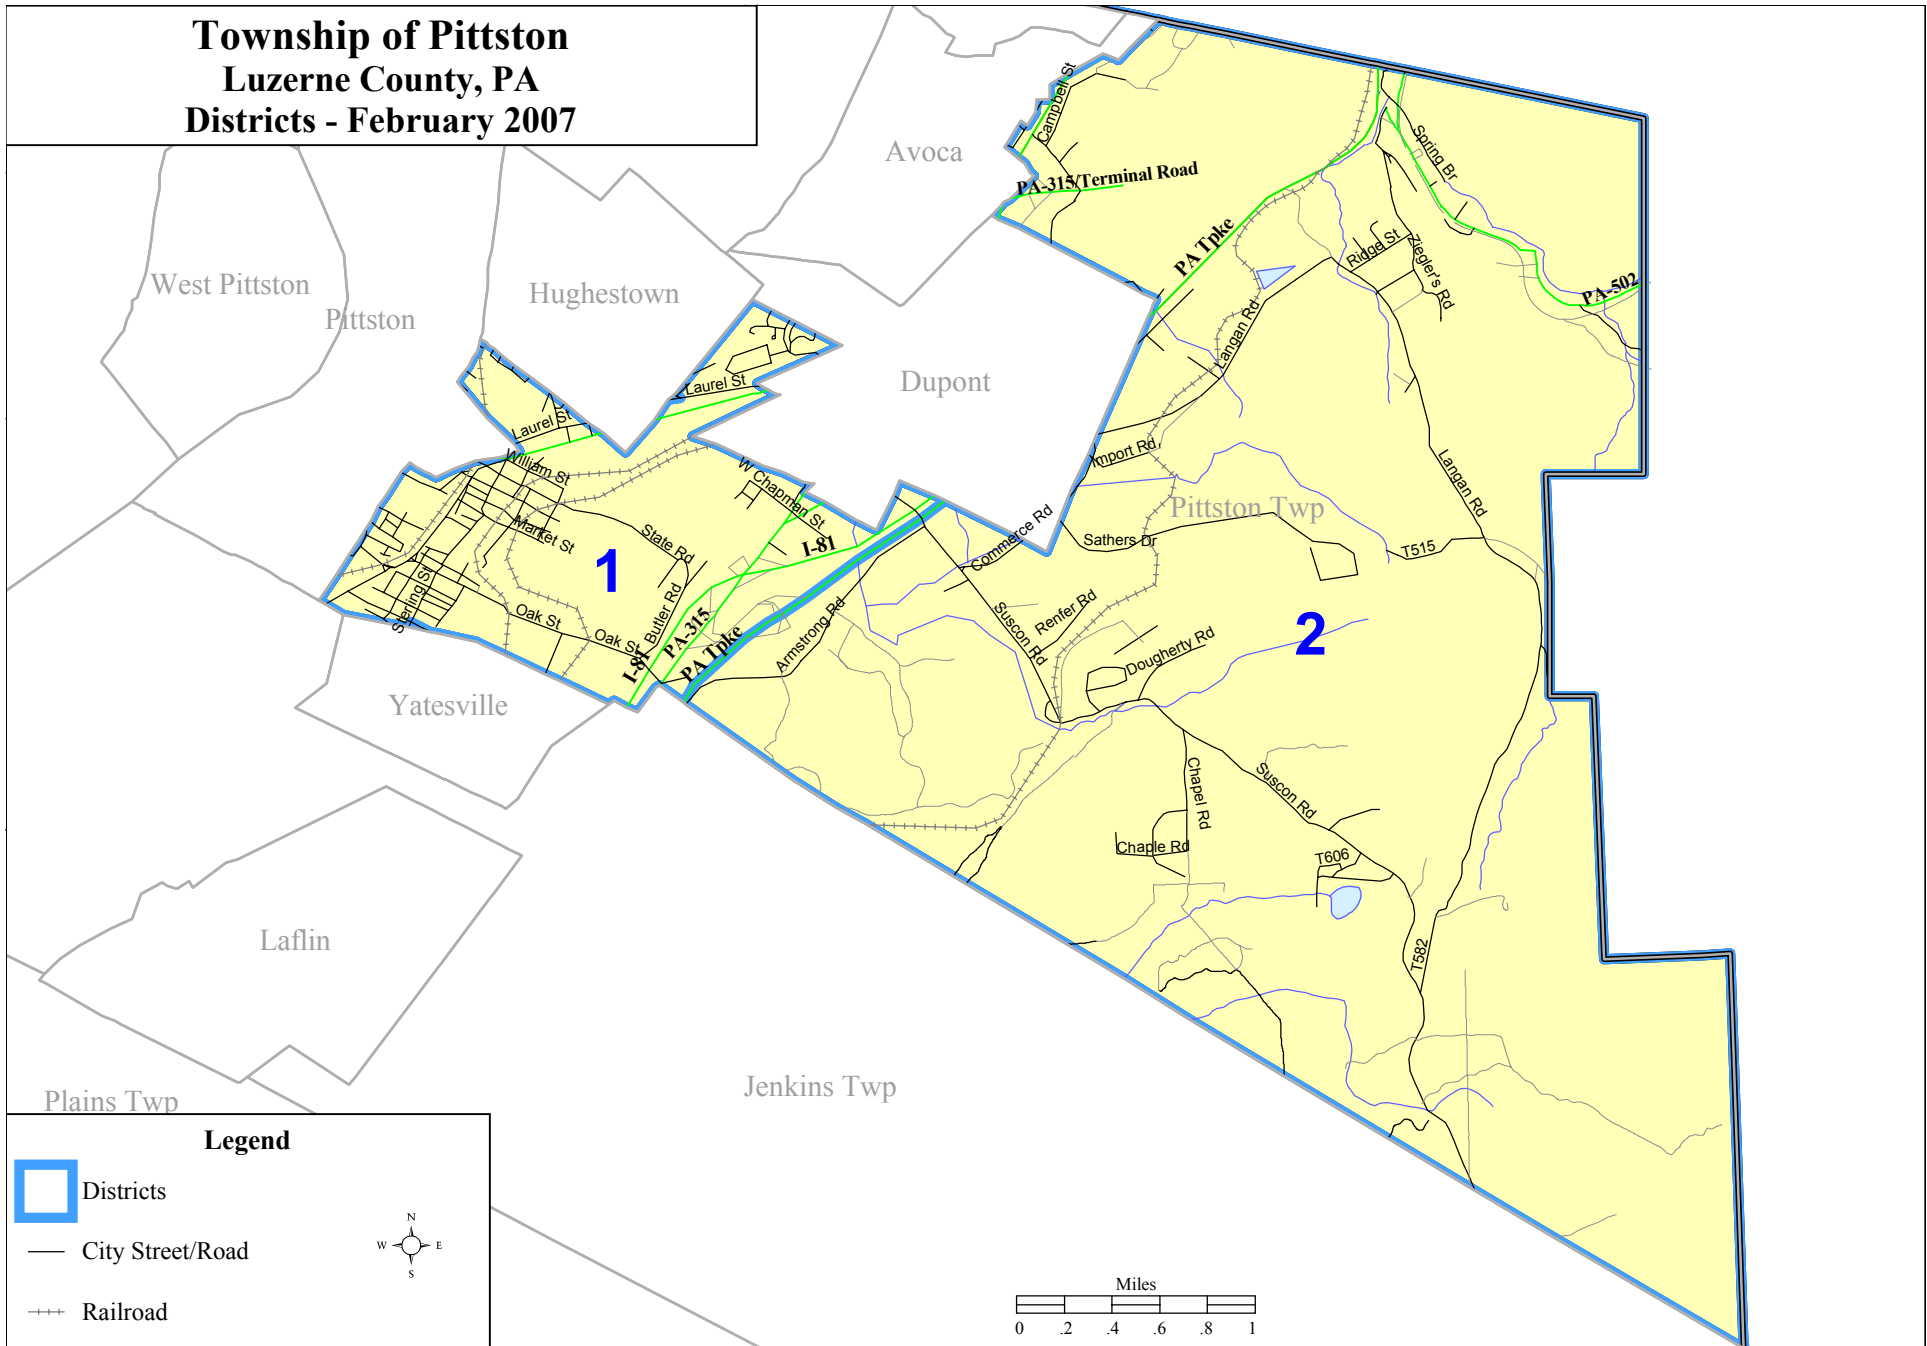 Township of Pittston
Luzerne County, PA
Districts - February 2007
Avoca
Campbell St
PA-315/Terminal Road
Spring Br
PA Tpke
Ridge St
Ziegler's Rd
PA-502
West Pittston
Pittston
Hughestown
Langan Rd
Dupont
Laurel St
Laurel St
William St
W Chapman St
Import Rd
Langan Rd
Pittston Twp
Market St
State Rd
I-81
Commerce Rd
Sathers Dr
T515
1
2
Sterling St
Oak St
Oak St
Butler Rd
PA-315
I-81
PA Tpke
Armstrong Rd
Suscon Rd
Renfer Rd
Dougherty Rd
Yatesville
Chapel Rd
Suscon Rd
Chaple Rd
T606
Laflin
T582
Jenkins Twp
Plains Twp
Legend
Districts
City Street/Road
Railroad
N
W E
S
Miles
0 .2 .4 .6 .8 1